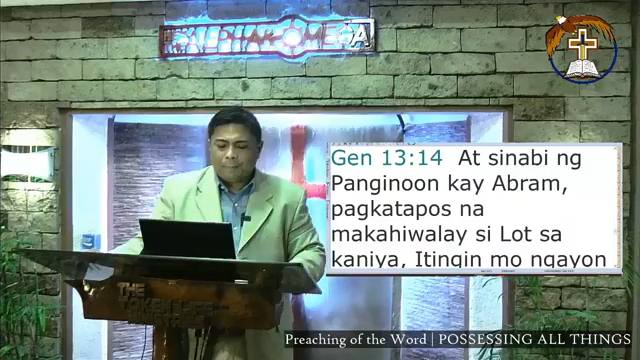 Gen 13:14 At sinabi ng
Panginoon kay Abram,
pagkatapos na
makahiwalay si Lot sa
kaniya, Itingin mo ngayon
THE
Preaching of the Word | POSSESSING ALL THINGS